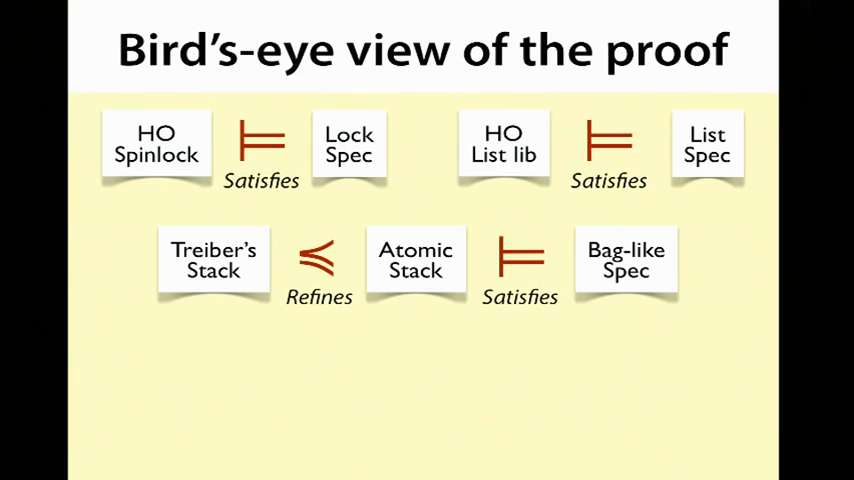 Bird's-eye view of the proof
HO
Spinlock
Lock
Spec
Satisfies
HO
List lib
List
Spec
Satisfies
Treiber's
Stack
Refines
Atomic
Stack
Satisfies
Bag-like
Spec